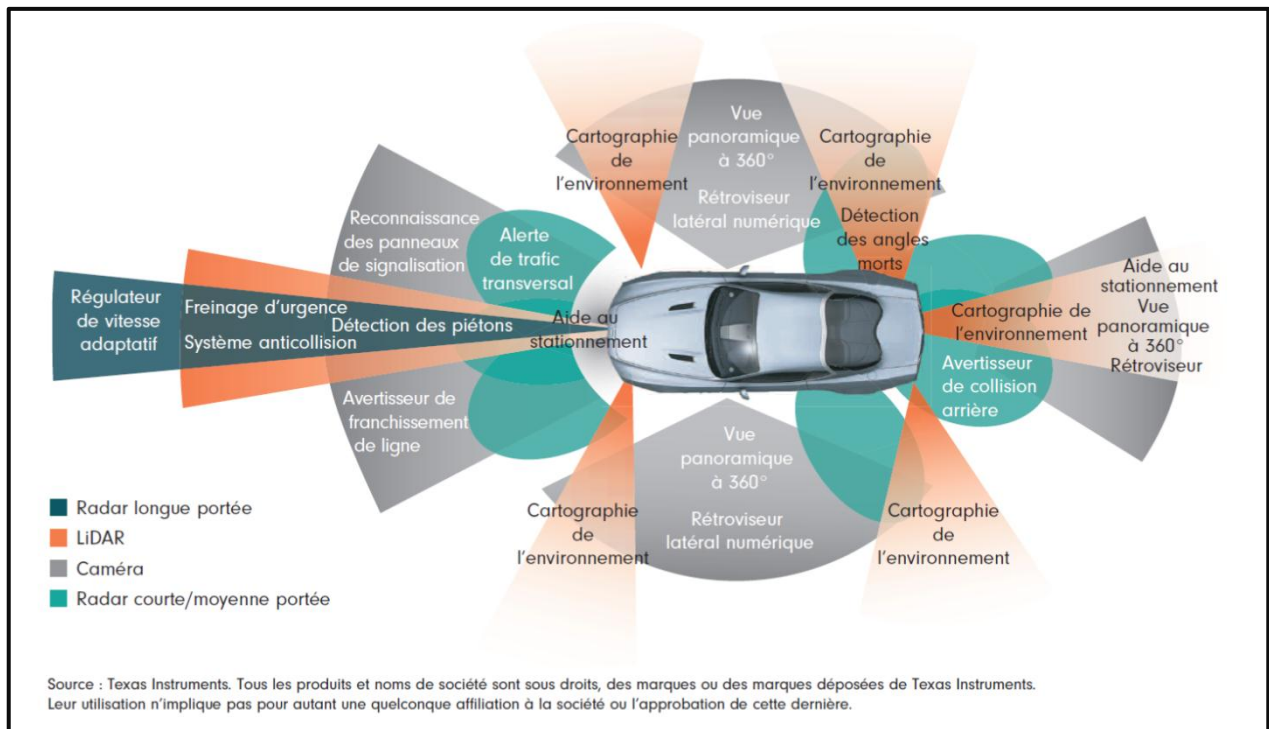 Cartographie
de
l'environnement
Vue
panoramique
à 360°
Rétroviseur
latéral numérique
Cartographie
de
l'environnement
Détection
des angles
morts
Reconnaissance
des panneaux
de signalisation
Alerte
de trafic
transversal
Régulateur
de vitesse
adaptatif
Freinage d'urgence
Système anticollision
Détection des piétons
Aide au
stationnement
Cartographie de
l'environnement
Aide au
stationnement
Vue
panoramique
à 360°
Rétroviseur
Avertisseur
de collision
arrière
Avertisseur de
franchissement
de ligne
Vue
panoramique
à 360°
Rétroviseur
latéral numérique
Cartographie
de
l'environnement
Cartographie
de
l'environnement
Radar longue portée
LiDAR
Caméra
Radar courte/moyenne portée
Source : Texas Instruments. Tous les produits et noms de société sont sous droits, des marques ou des marques déposées de Texas Instruments.
Leur utilisation n'implique pas pour autant une quelconque affiliation à la société ou l'approbation de cette dernière.